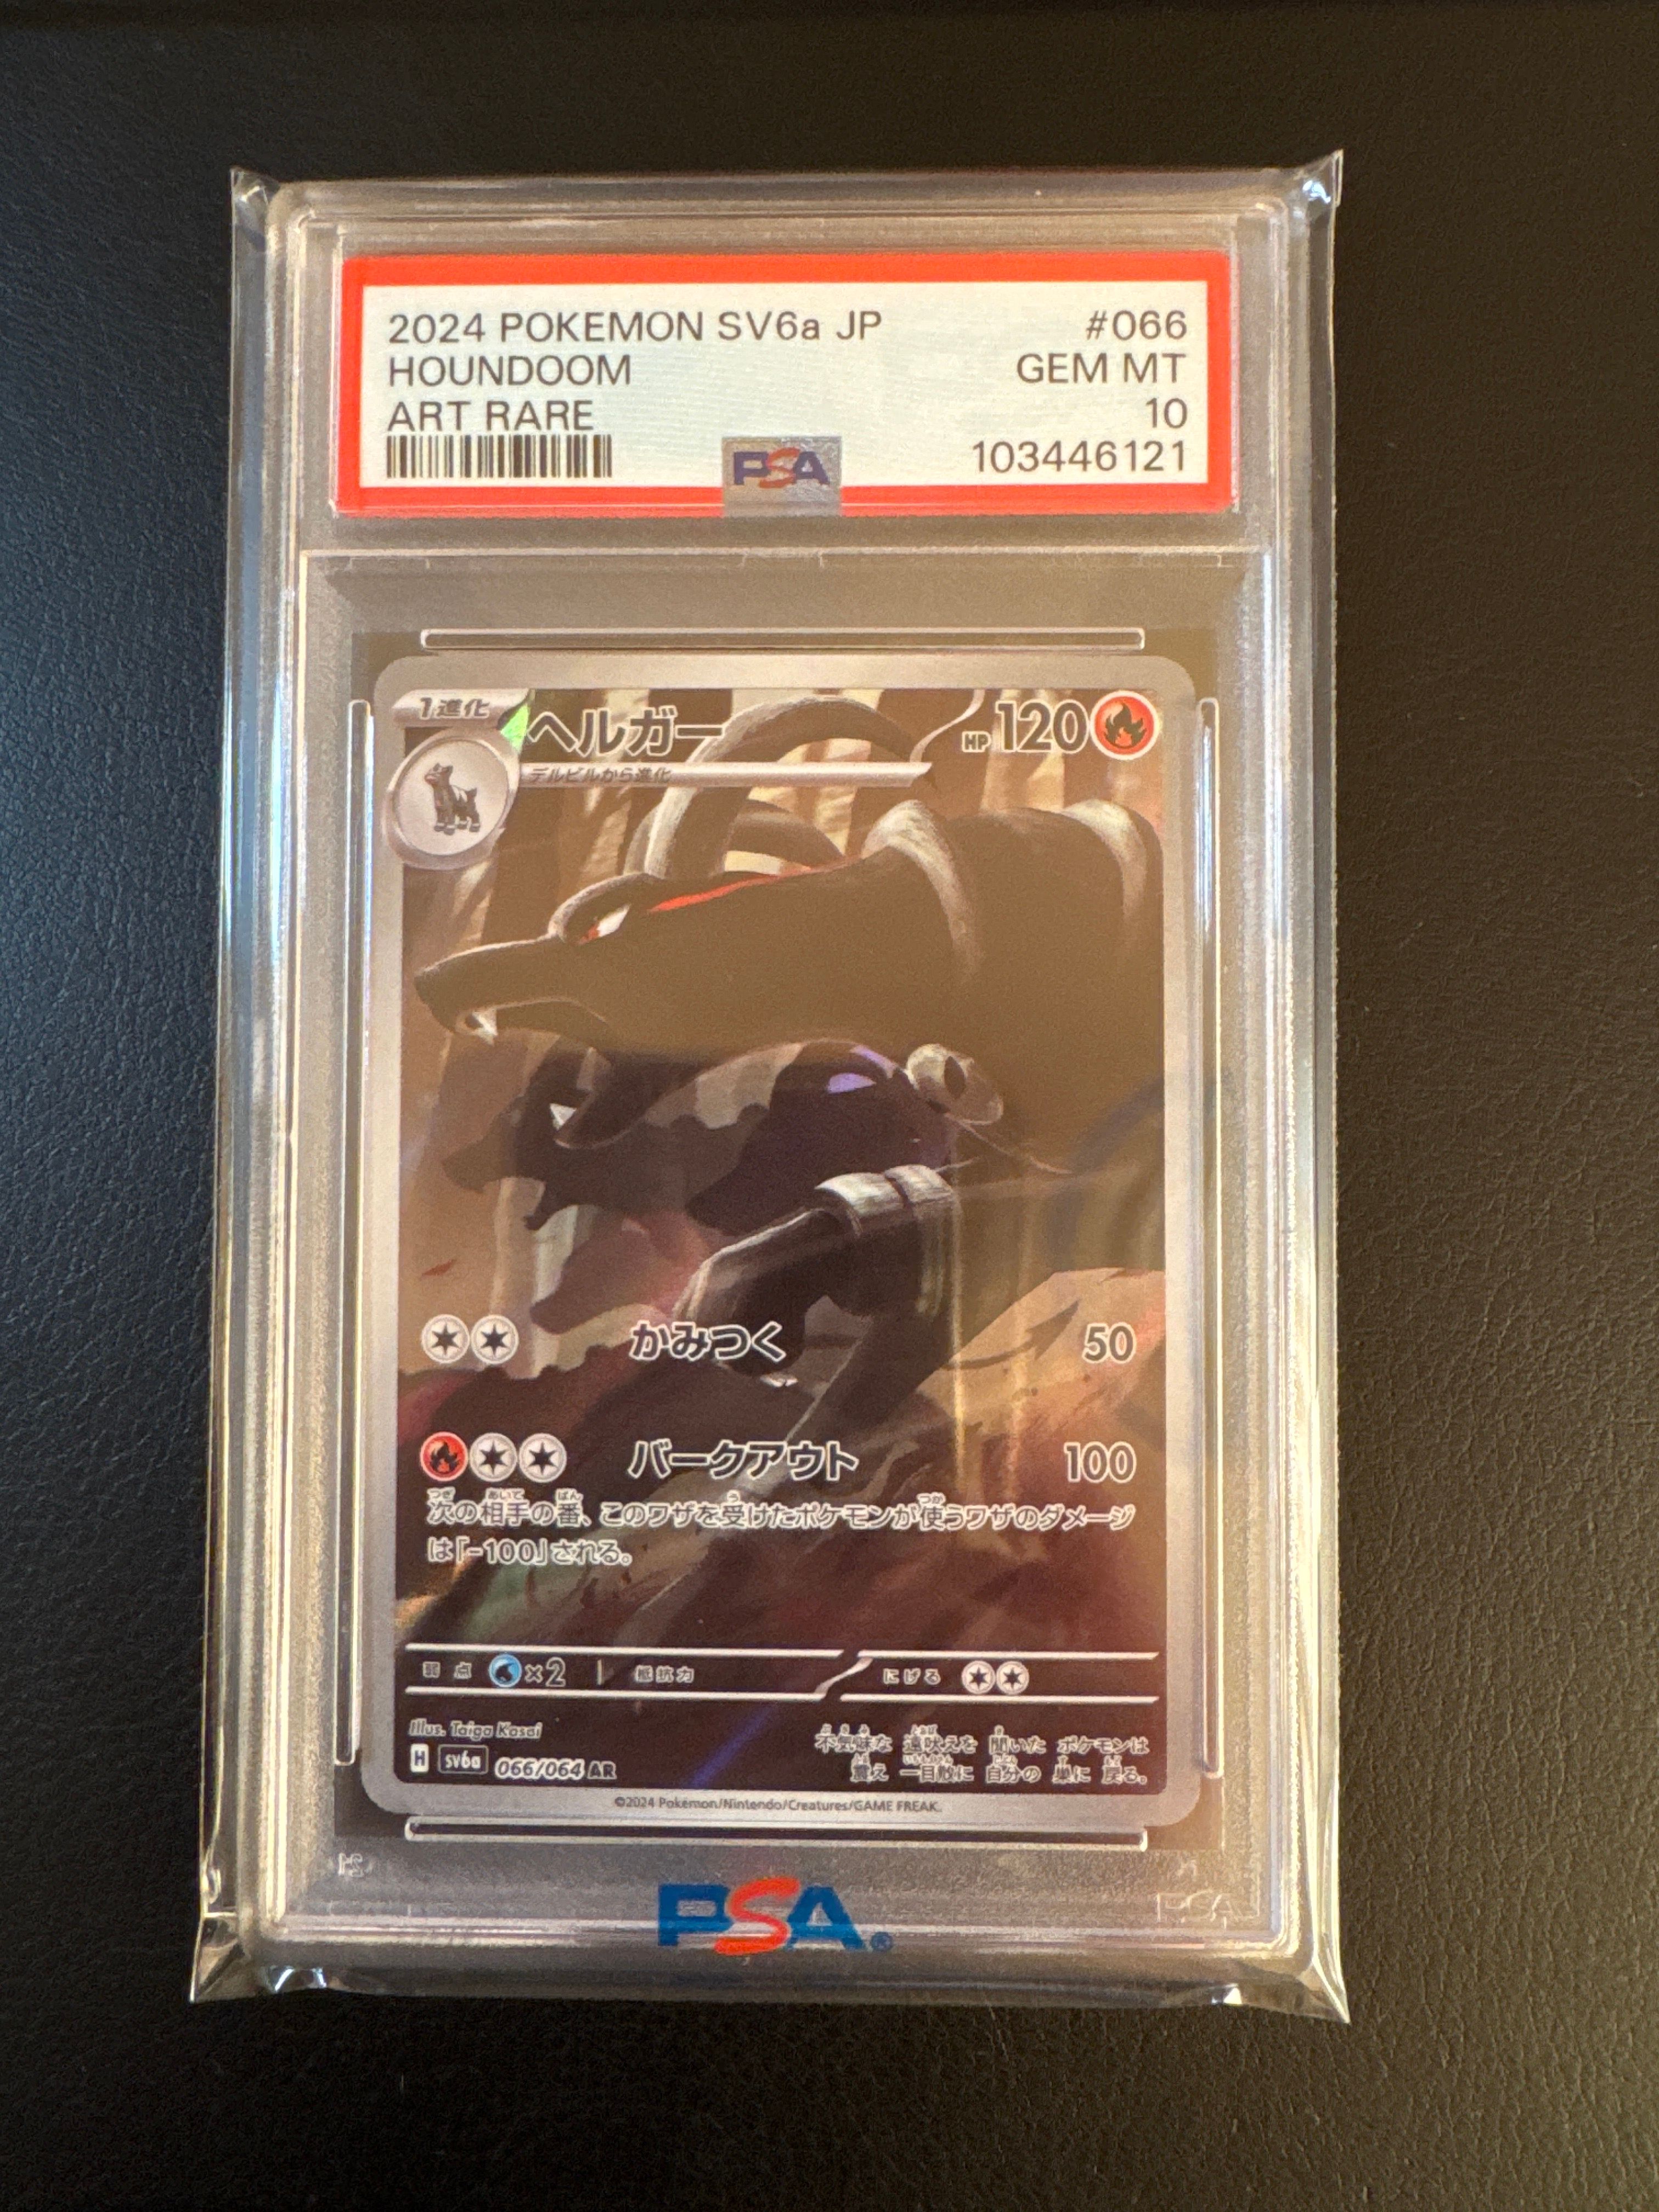 2024 POKEMON SV6a JP #066
HOUNDOOM GEM MT
ART RARE 10
103446121
PSA
1進化 ヘルガー HP 120
デルビルから進化
かみつく 50
バークアウト 100
次の相手の番、このワザを受けたポケモンが使うワザのダメージ
は「-100」される。
弱点 ×2 抵抗力 にげる
Illus. Taiga Kasai
H sv6a 066/064 AR
不気味な 遠吠えを 聞いた ポケモンは
震え 一目散に 自分の 巣に 戻る。
©2024 Pokémon/Nintendo/Creatures/GAME FREAK.
PSA
PSA®